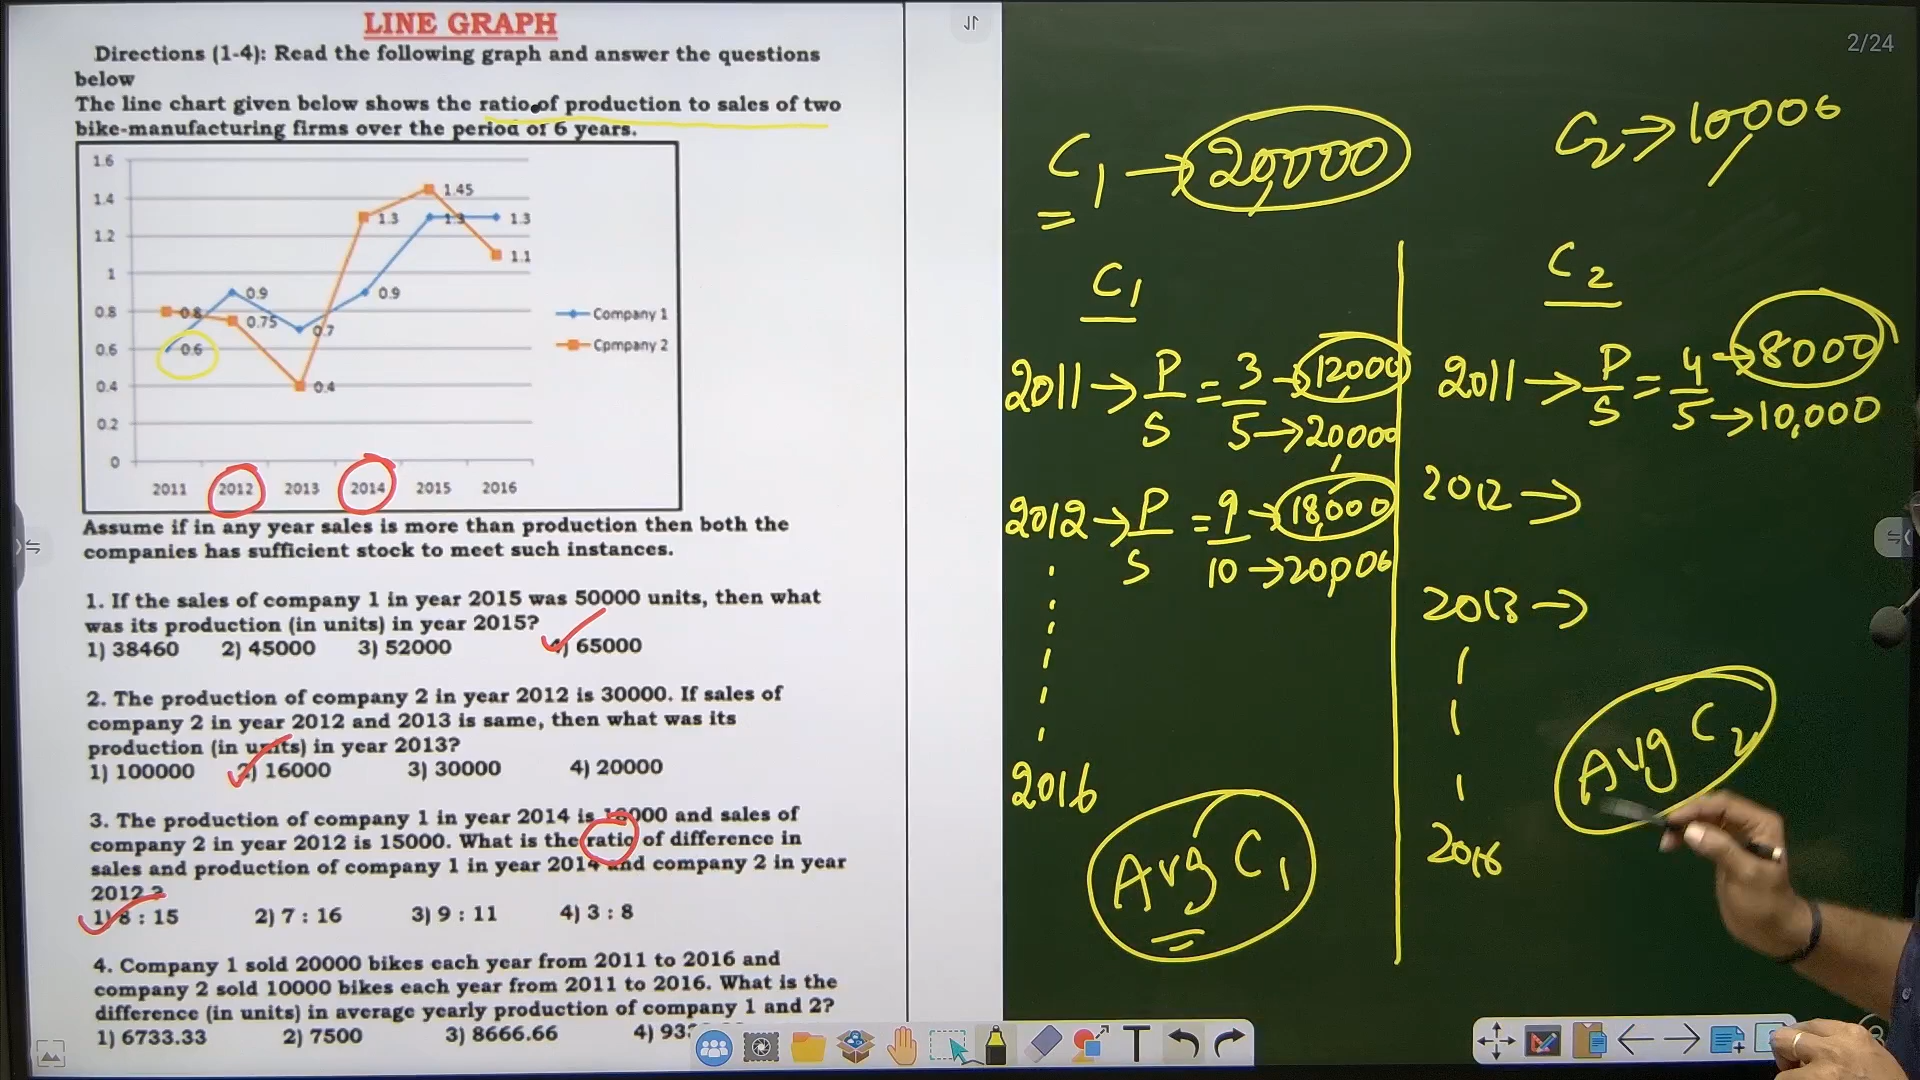 LINE GRAPH
Directions (1-4): Read the following graph and answer the questions
below
The line chart given below shows the ratio of production to sales of two
bike-manufacturing firms over the period of 6 years.
1.6
1.4
1.2
1
0.8
0.6
0.4
0.2
0
1.45
1.3
1.3
1.3
1.1
0.9
0.9
0.8
0.75
0.7
0.6
0.4
2011 2012 2013 2014 2015 2016
Company 1
Cpmpany 2
Assume if in any year sales is more than production then both the
companies has sufficient stock to meet such instances.
1. If the sales of company 1 in year 2015 was 50000 units, then what
was its production (in units) in year 2015?
1) 38460 2) 45000 3) 52000 4) 65000
2. The production of company 2 in year 2012 is 30000. If sales of
company 2 in year 2012 and 2013 is same, then what was its
production (in units) in year 2013?
1) 100000 2) 16000 3) 30000 4) 20000
3. The production of company 1 in year 2014 is 18000 and sales of
company 2 in year 2012 is 15000. What is the ratio of difference in
sales and production of company 1 in year 2014 and company 2 in year
2012 ?
1) 8 : 15 2) 7 : 16 3) 9 : 11 4) 3 : 8
4. Company 1 sold 20000 bikes each year from 2011 to 2016 and
company 2 sold 10000 bikes each year from 2011 to 2016. What is the
difference (in units) in average yearly production of company 1 and 2?
1) 6733.33 2) 7500 3) 8666.66 4)
2/24
C1 → 20,000
C2 → 10,000
C1
2011 → P/S = 3/5 → 12000
→ 20000
2012 → P/S = 9/10 → 18,000
→ 20,000
2016
Avg C1
C2
2011 → P/S = 4/5 → 8000
→ 10,000
2012 →
2013 →
2016
Avg C2
T